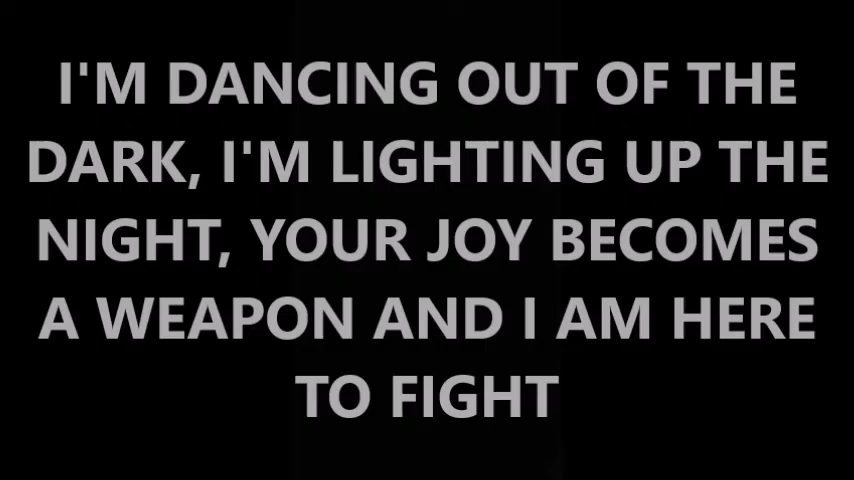 I'M DANCING OUT OF THE
DARK, I'M LIGHTING UP THE
NIGHT, YOUR JOY BECOMES
A WEAPON AND I AM HERE
TO FIGHT